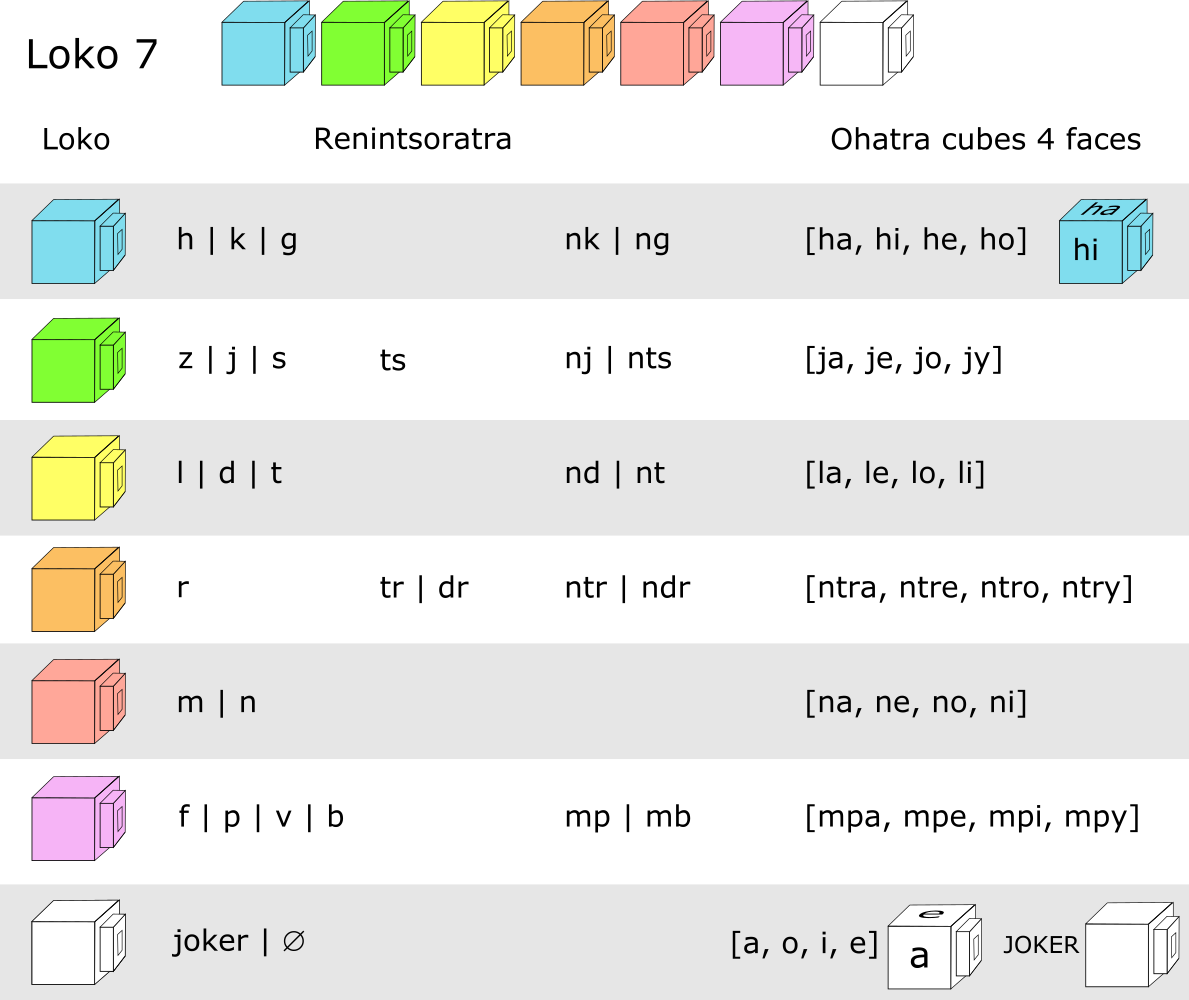 Loko 7
Loko Renintsoratra Ohatra cubes 4 faces
h | k | g nk | ng [ha, hi, he, ho] ha hi
z | j | s ts nj | nts [ja, je, jo, jy]
l | d | t nd | nt [la, le, lo, li]
r tr | dr ntr | ndr [ntra, ntre, ntro, ntry]
m | n [na, ne, no, ni]
f | p | v | b mp | mb [mpa, mpe, mpi, mpy]
joker | ∅ [a, o, i, e] e a JOKER